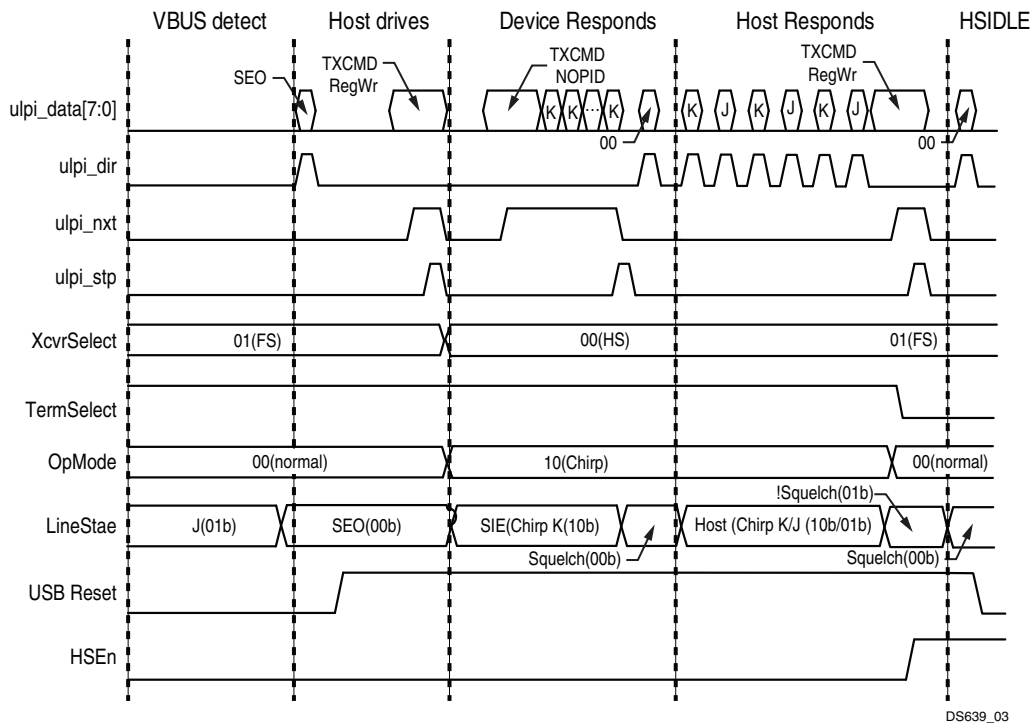 VBUS detect Host drives Device Responds Host Responds HSIDLE
SEO
TXCMD
RegWr
TXCMD
NOPID
TXCMD
RegWr
ulpi_data[7:0] K K ... K K J K J K J
00 00
ulpi_dir
ulpi_nxt
ulpi_stp
XcvrSelect 01(FS) 00(HS) 01(FS)
TermSelect
OpMode 00(normal) 10(Chirp) 00(normal)
!Squelch(01b)
LineStae J(01b) SEO(00b) SIE(Chirp K(10b) Host (Chirp K/J (10b/01b)
Squelch(00b) Squelch(00b)
USB Reset
HSEn
DS639_03